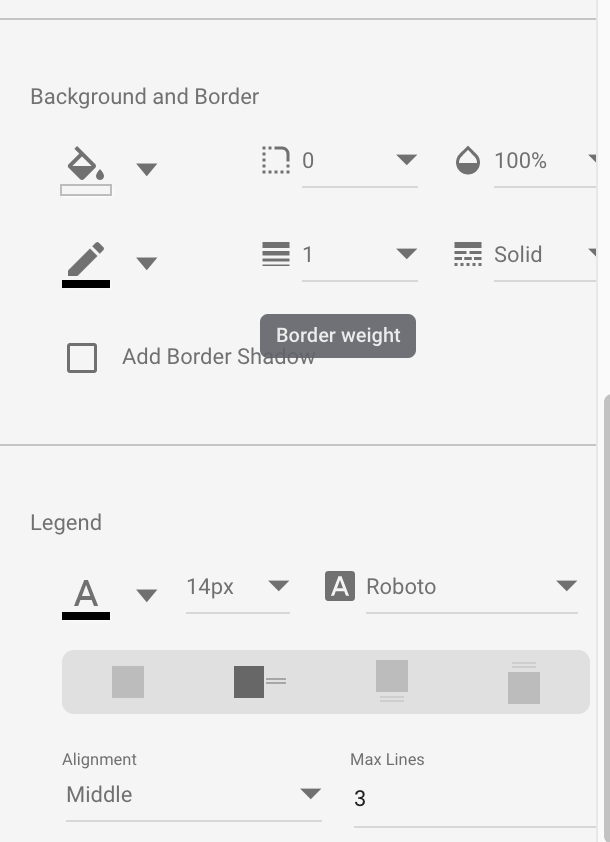 Background and Border
0 100%
1 Solid
Border weight
Add Border Shadow
Legend
A 14px A Roboto
Alignment Max Lines
Middle 3